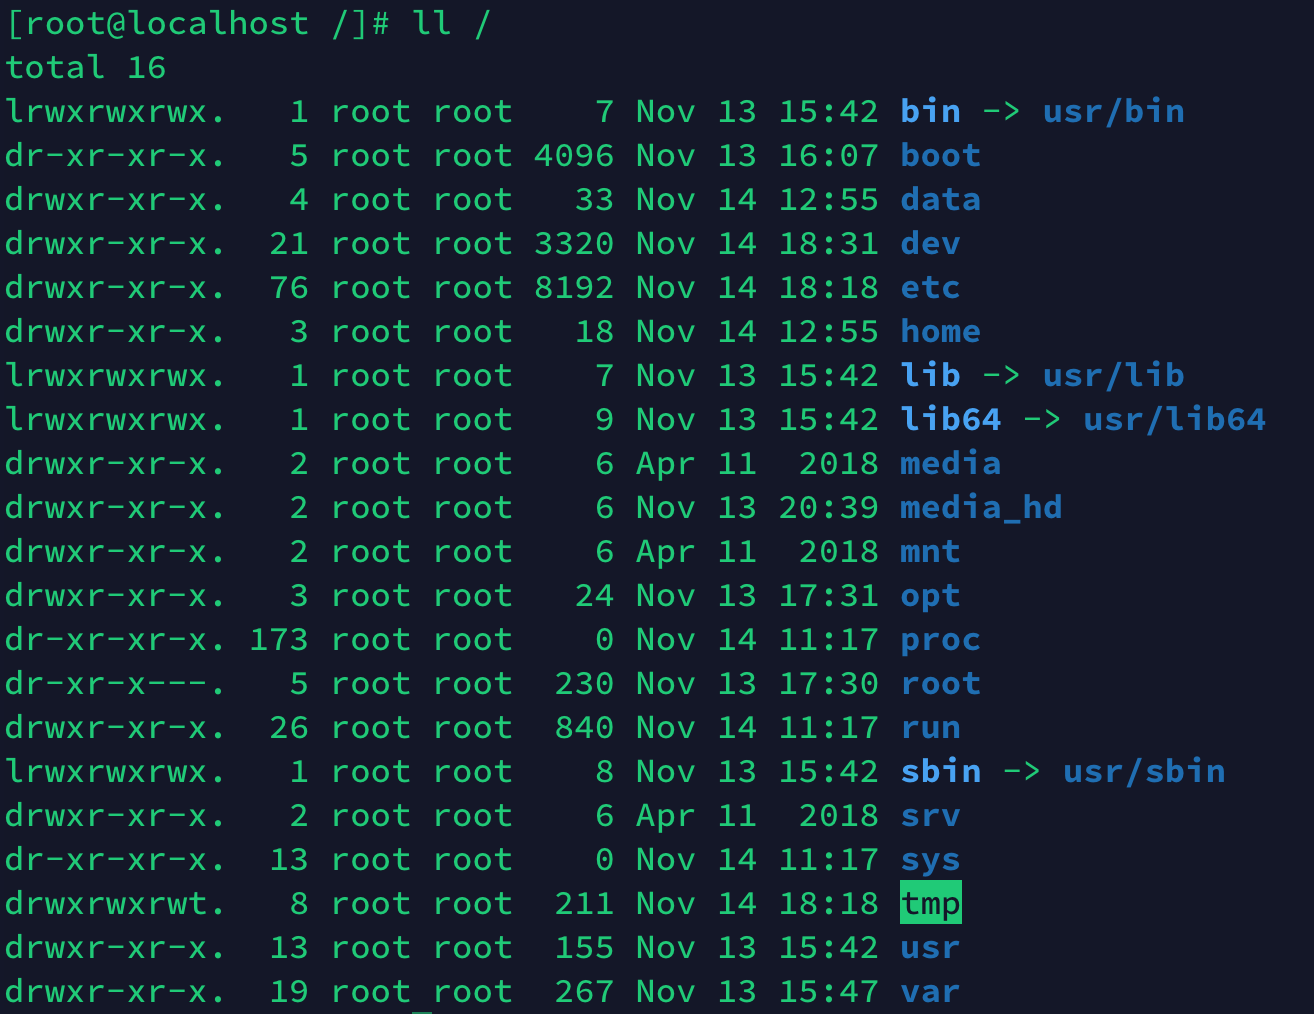 [root@localhost /]# ll /
total 16
lrwxrwxrwx.   1 root root    7 Nov 13 15:42 bin -> usr/bin
dr-xr-xr-x.   5 root root 4096 Nov 13 16:07 boot
drwxr-xr-x.   4 root root   33 Nov 14 12:55 data
drwxr-xr-x.  21 root root 3320 Nov 14 18:31 dev
drwxr-xr-x.  76 root root 8192 Nov 14 18:18 etc
drwxr-xr-x.   3 root root   18 Nov 14 12:55 home
lrwxrwxrwx.   1 root root    7 Nov 13 15:42 lib -> usr/lib
lrwxrwxrwx.   1 root root    9 Nov 13 15:42 lib64 -> usr/lib64
drwxr-xr-x.   2 root root    6 Apr 11  2018 media
drwxr-xr-x.   2 root root    6 Nov 13 20:39 media_hd
drwxr-xr-x.   2 root root    6 Apr 11  2018 mnt
drwxr-xr-x.   3 root root   24 Nov 13 17:31 opt
dr-xr-xr-x. 173 root root    0 Nov 14 11:17 proc
dr-xr-x---.   5 root root  230 Nov 13 17:30 root
drwxr-xr-x.  26 root root  840 Nov 14 11:17 run
lrwxrwxrwx.   1 root root    8 Nov 13 15:42 sbin -> usr/sbin
drwxr-xr-x.   2 root root    6 Apr 11  2018 srv
dr-xr-xr-x.  13 root root    0 Nov 14 11:17 sys
drwxrwxrwt.   8 root root  211 Nov 14 18:18 tmp
drwxr-xr-x.  13 root root  155 Nov 13 15:42 usr
drwxr-xr-x.  19 root root  267 Nov 13 15:47 var